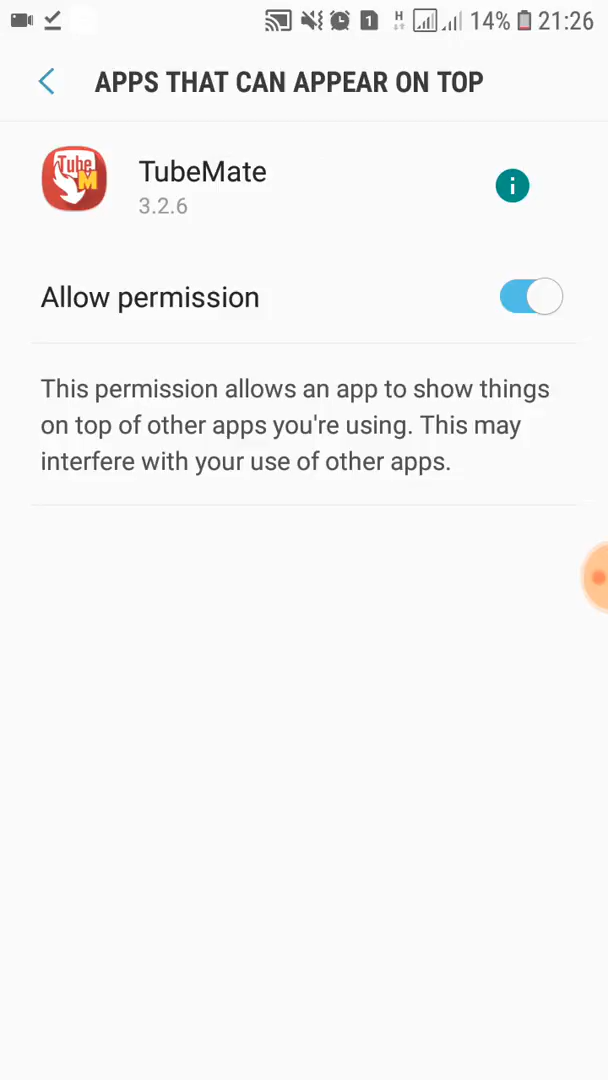 1 H 14% 21:26
APPS THAT CAN APPEAR ON TOP
Tube
M
TubeMate
3.2.6
i
Allow permission
This permission allows an app to show things
on top of other apps you're using. This may
interfere with your use of other apps.